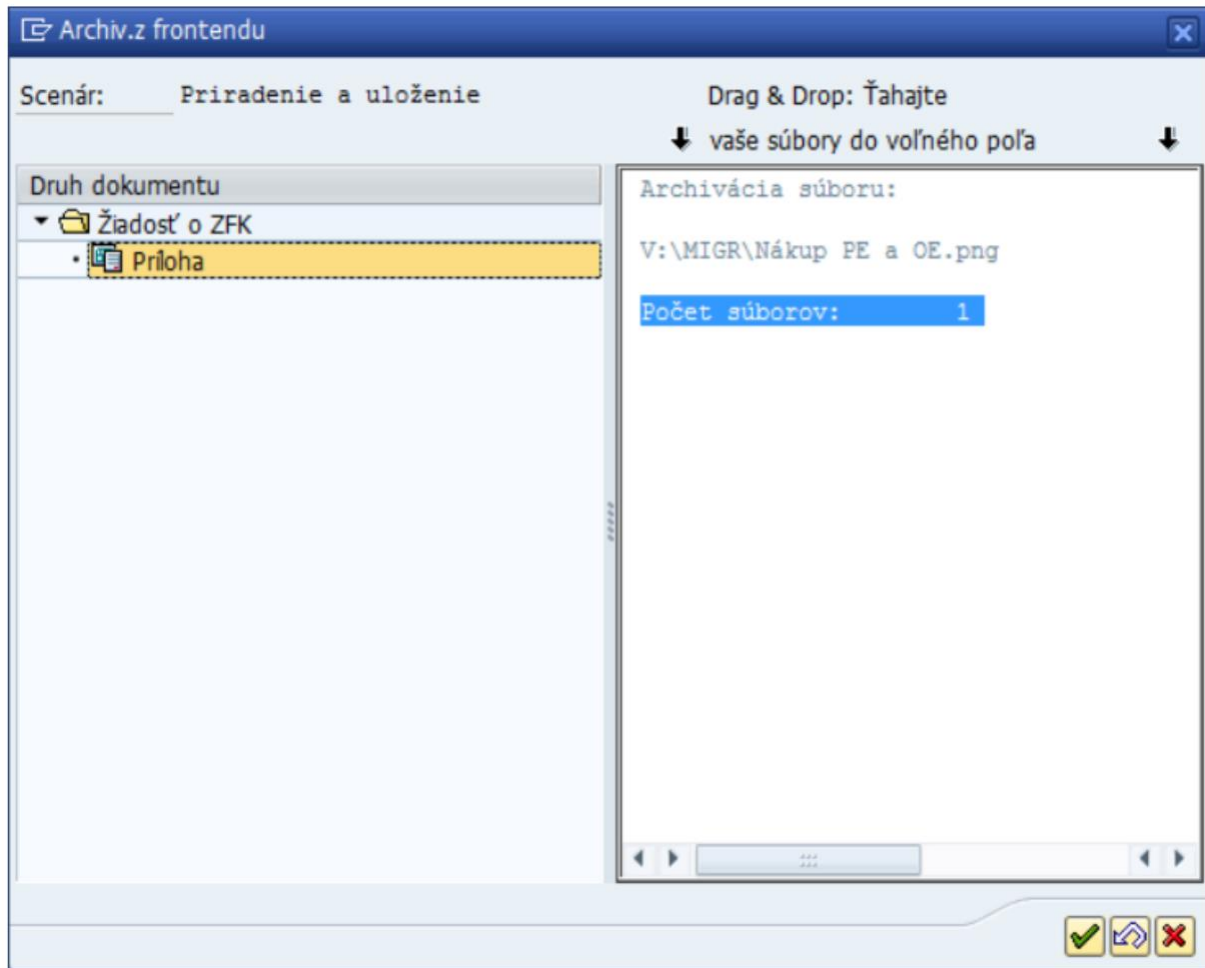 Archiv.z frontendu
Scenár: Priradenie a uloženie
Drag & Drop: Ťahajte
vaše súbory do voľného poľa
Druh dokumentu
Žiadosť o ZFK
Príloha
Archivácia súboru:
V:\MIGR\Nákup PE a OE.png
Počet súborov: 1